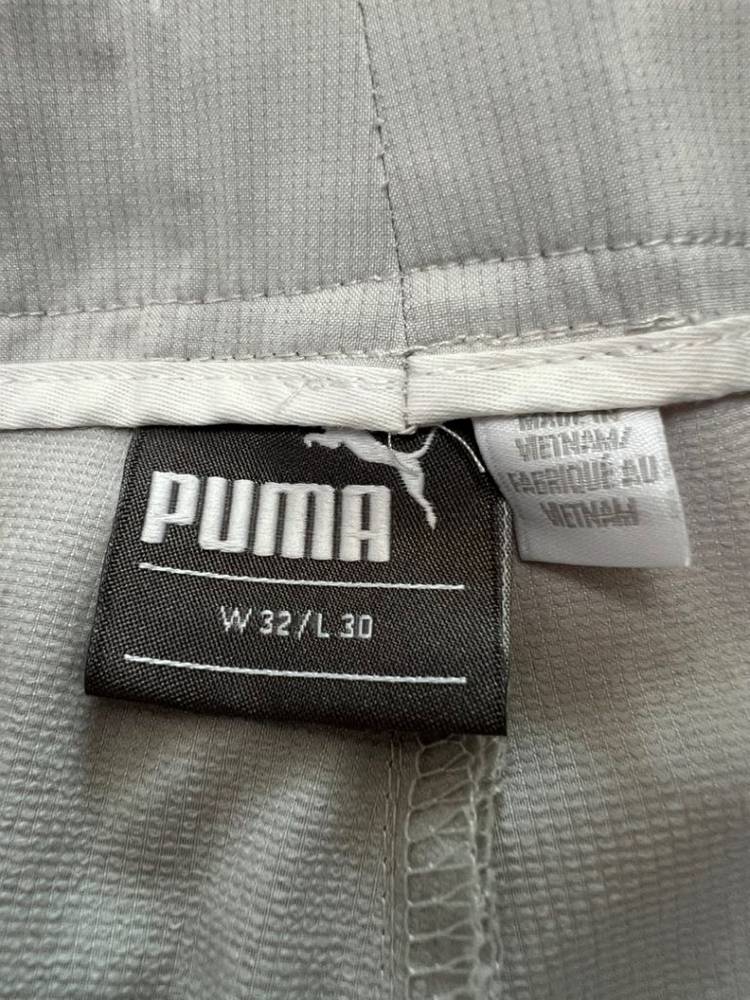 PUMA
W 32/L 30
MADE IN
VIETNAM/
FABRIQUÉ AU
VIETNAM